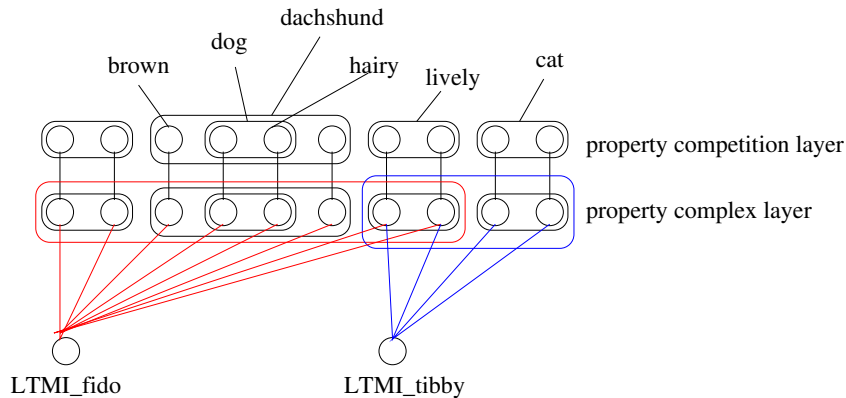 dachshund
dog
brown
hairy
lively
cat
property competition layer
property complex layer
LTMI_fido
LTMI_tibby